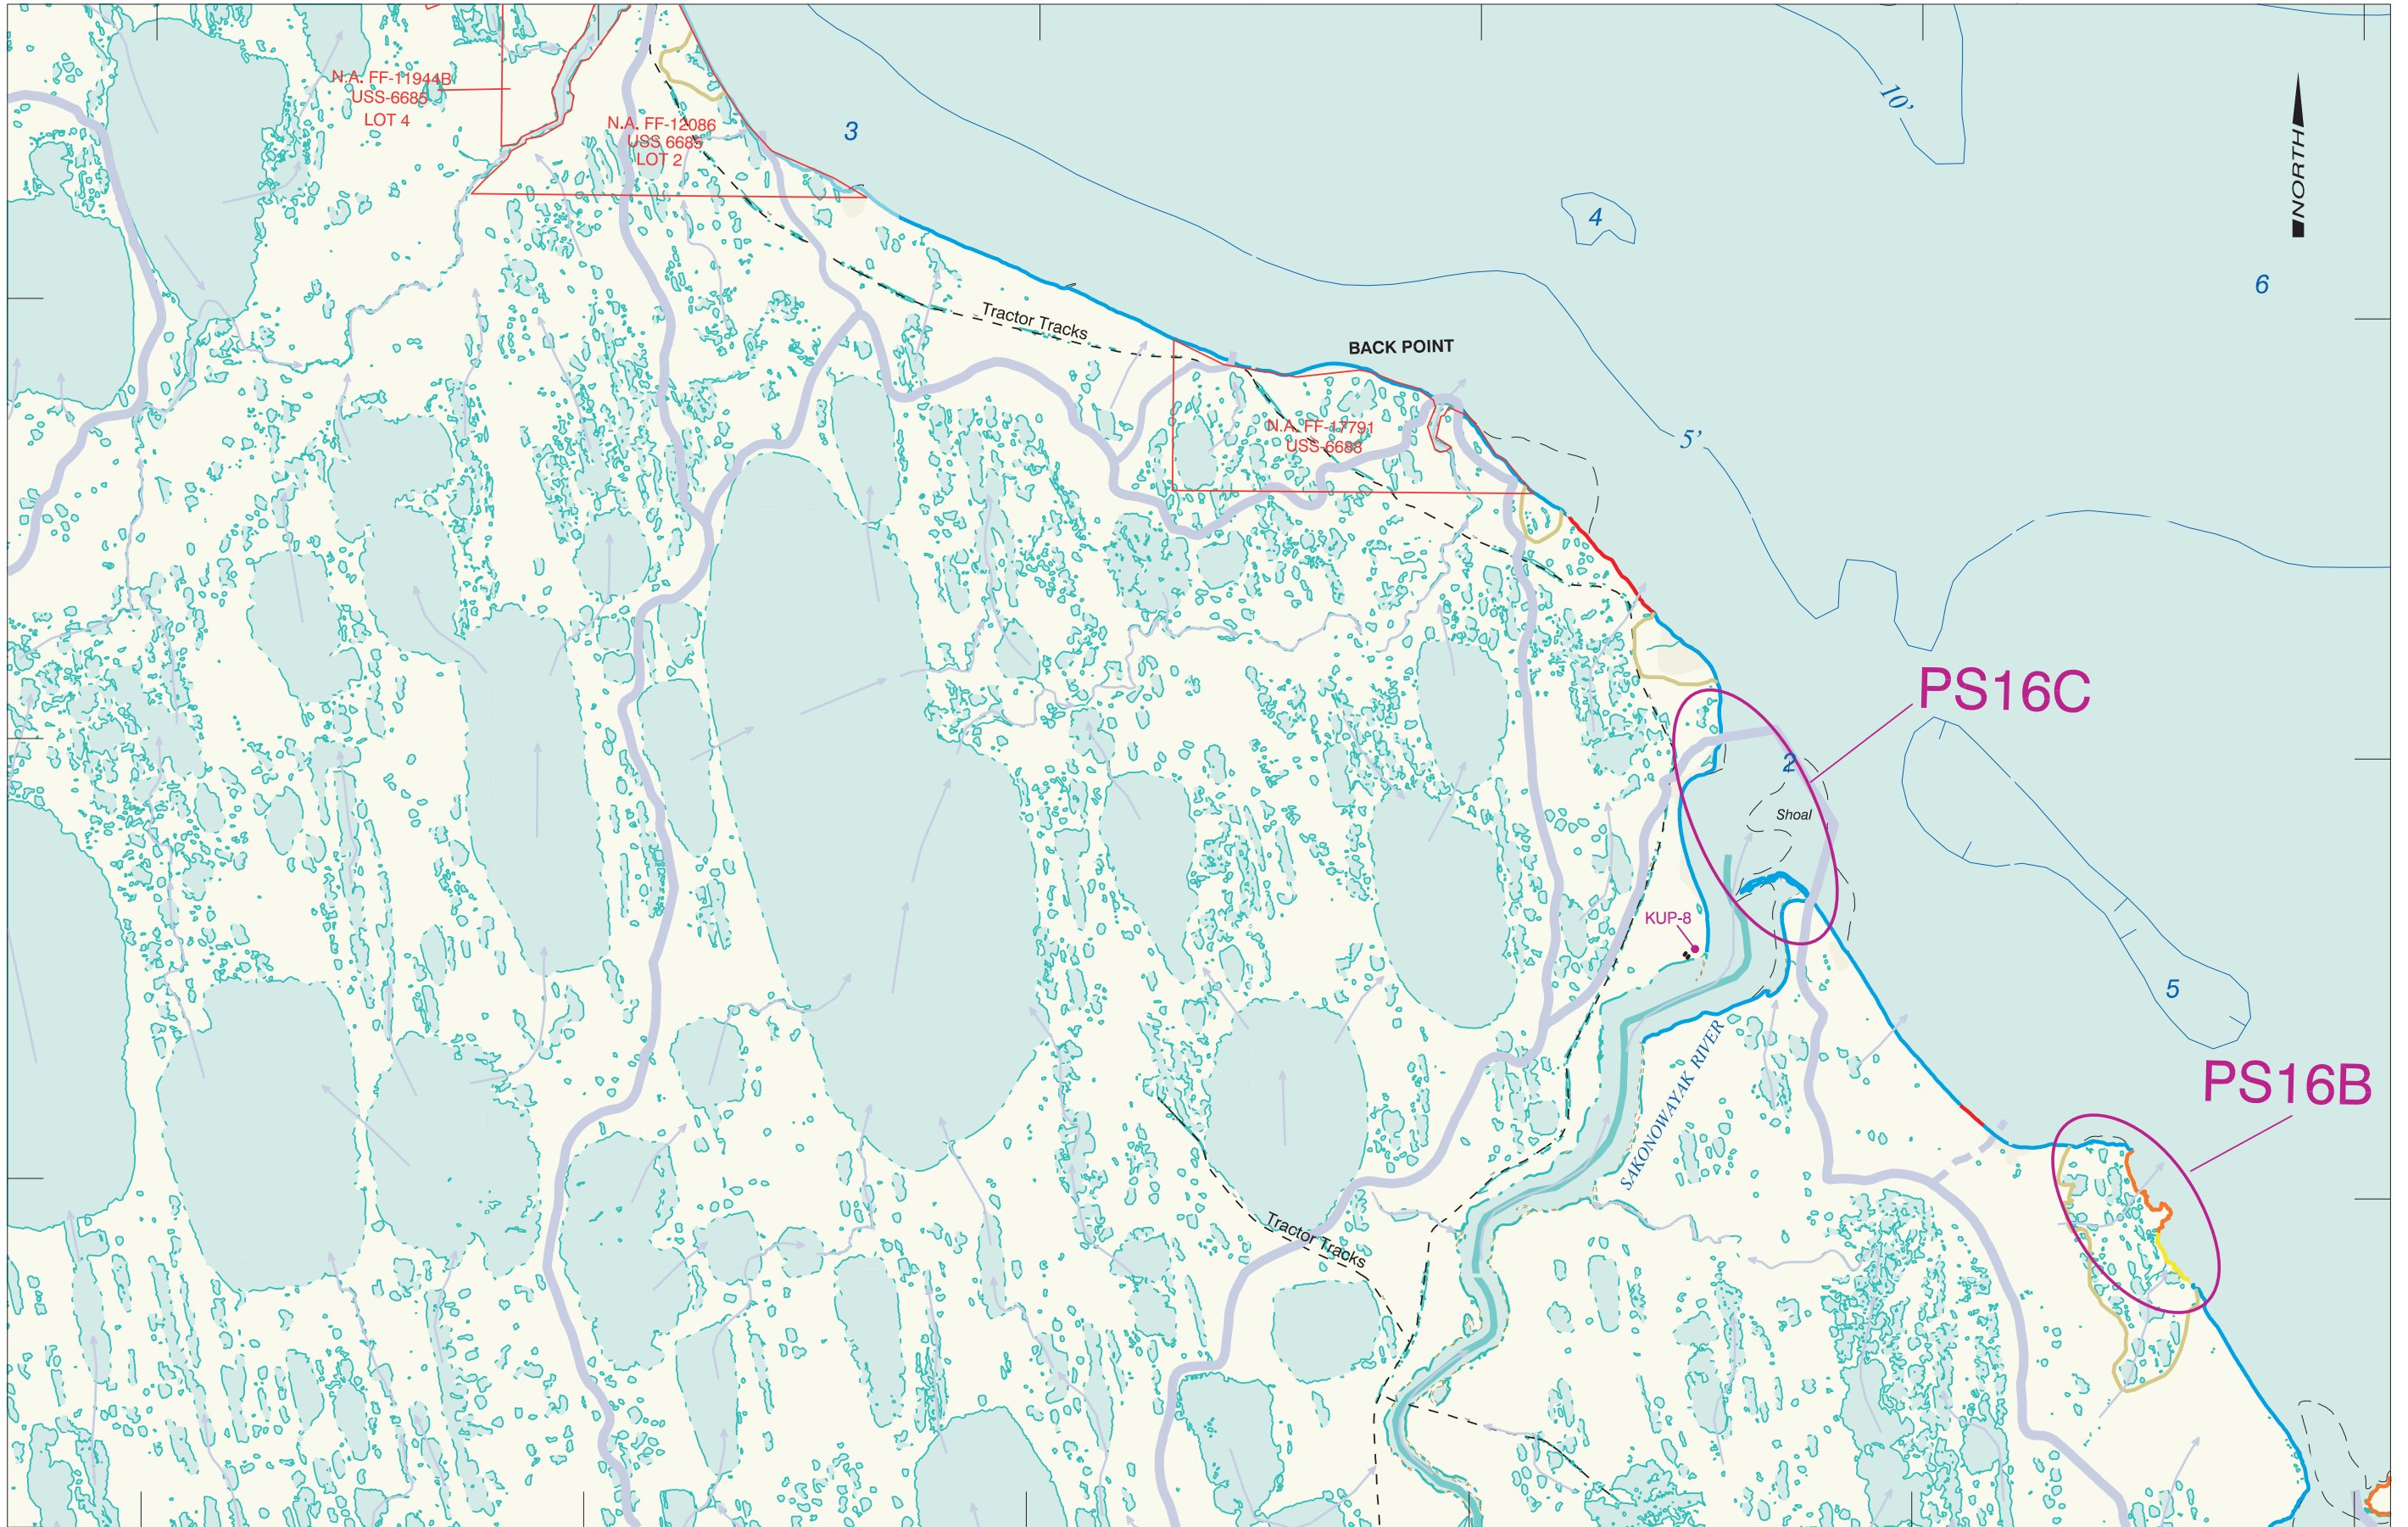 N.A. FF-11944B
USS-6685
LOT 4
N.A. FF-12086
USS 6685
LOT 2
3
10'
NORTH
4
6
Tractor Tracks
BACK POINT
N.A. FF-17791
USS-6688
5'
PS16C
2
Shoal
KUP-8
5
SAKONOWAYAK RIVER
PS16B
Tractor Tracks